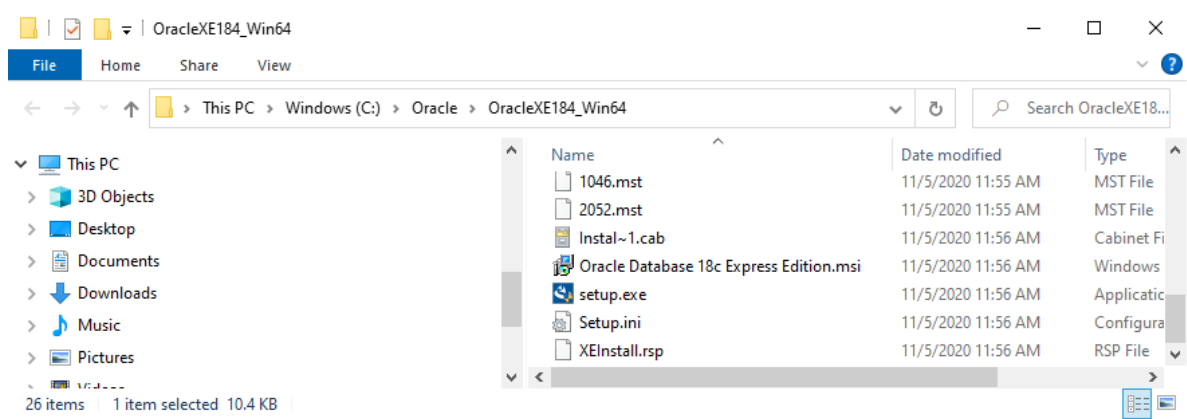 OracleXE184_Win64
File Home Share View
This PC > Windows (C:) > Oracle > OracleXE184_Win64 Search OracleXE18...
This PC
3D Objects
Desktop
Documents
Downloads
Music
Pictures
Videos
Name Date modified Type
1046.mst 11/5/2020 11:55 AM MST File
2052.mst 11/5/2020 11:55 AM MST File
Instal~1.cab 11/5/2020 11:56 AM Cabinet Fi
Oracle Database 18c Express Edition.msi 11/5/2020 11:56 AM Windows
setup.exe 11/5/2020 11:56 AM Applicatic
Setup.ini 11/5/2020 11:56 AM Configura
XEInstall.rsp 11/5/2020 11:56 AM RSP File
26 items 1 item selected 10.4 KB